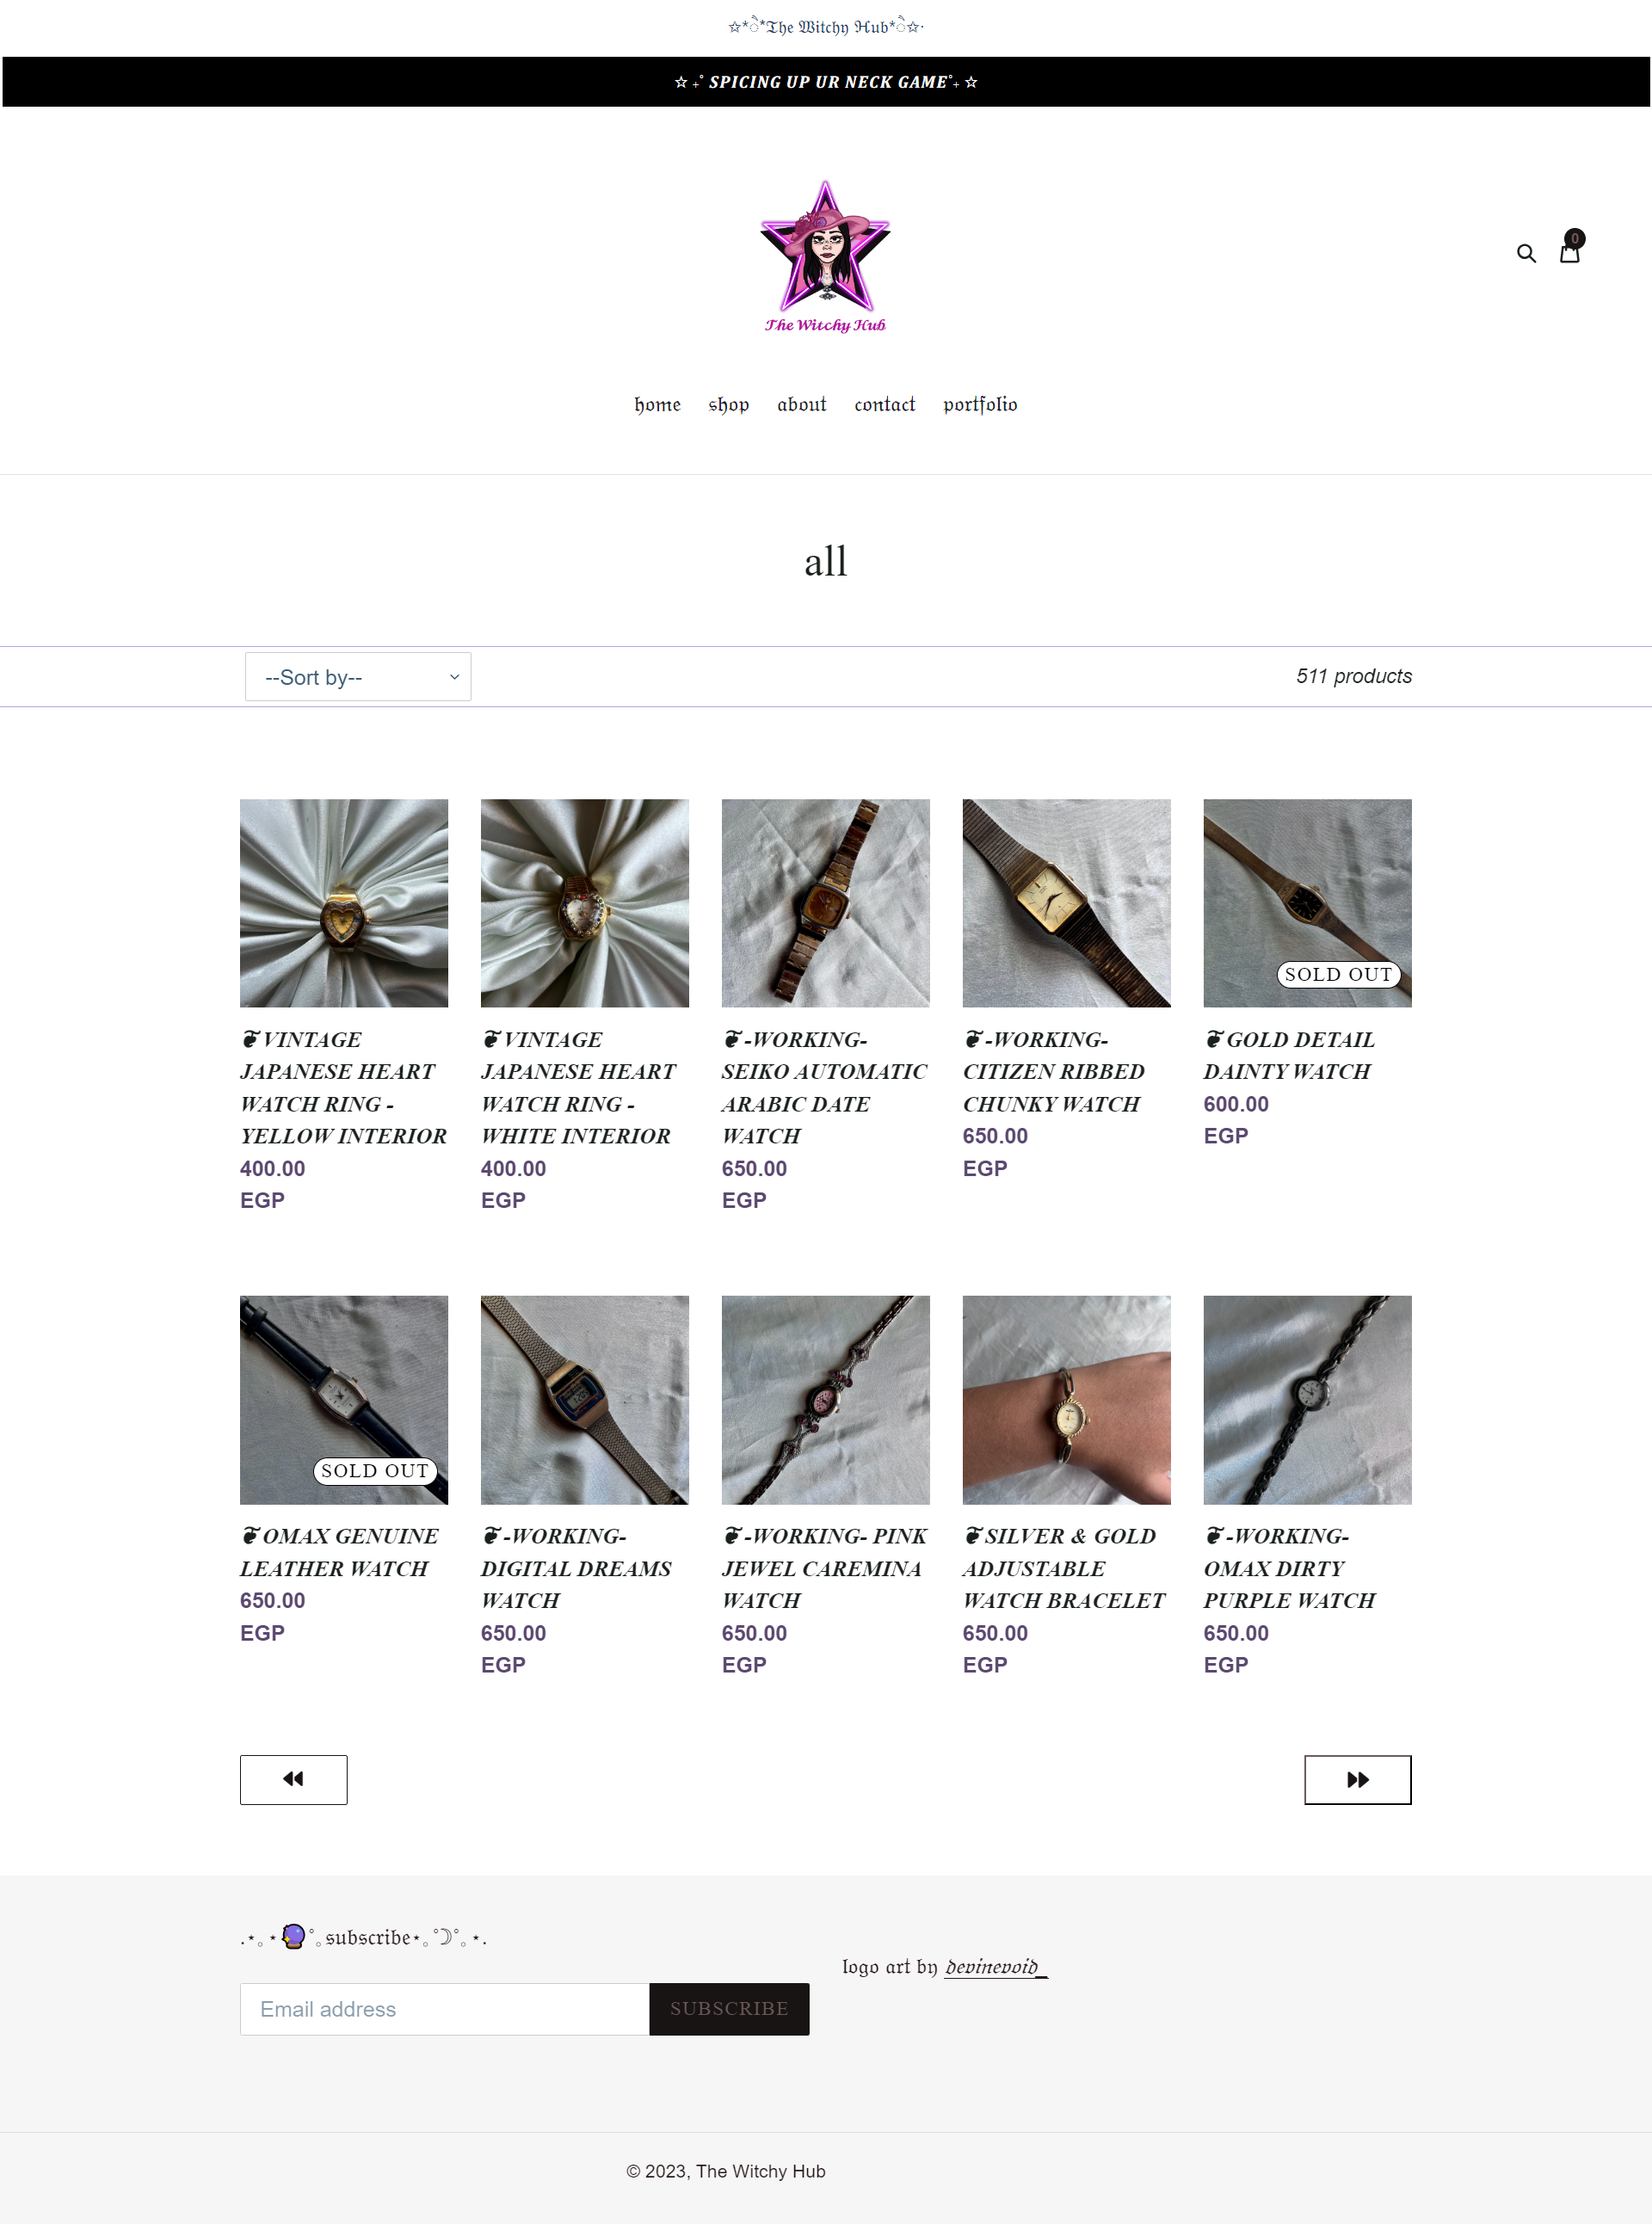 ☆*ੈ*𝔗𝔥𝔢 𝔚𝔦𝔱𝔠𝔥𝔶 ℌ𝔲𝔟*ੈ☆·
☆ ₊˚ SPICING UP UR NECK GAME˚₊ ☆
The Witchy Hub
0
home shop about contact portfolio
all
--Sort by--
511 products
SOLD OUT
❦ VINTAGE
JAPANESE HEART
WATCH RING -
YELLOW INTERIOR
400.00
EGP
❦ VINTAGE
JAPANESE HEART
WATCH RING -
WHITE INTERIOR
400.00
EGP
❦ -WORKING-
SEIKO AUTOMATIC
ARABIC DATE
WATCH
650.00
EGP
❦ -WORKING-
CITIZEN RIBBED
CHUNKY WATCH
650.00
EGP
❦ GOLD DETAIL
DAINTY WATCH
600.00
EGP
SOLD OUT
❦ OMAX GENUINE
LEATHER WATCH
650.00
EGP
❦ -WORKING-
DIGITAL DREAMS
WATCH
650.00
EGP
❦ -WORKING- PINK
JEWEL CAREMINA
WATCH
650.00
EGP
❦ SILVER & GOLD
ADJUSTABLE
WATCH BRACELET
650.00
EGP
❦ -WORKING-
OMAX DIRTY
PURPLE WATCH
650.00
EGP
.⋆｡⋆🔮˚｡subscribe⋆｡˚☽˚｡⋆.
logo art by devinevoid_
Email address
SUBSCRIBE
© 2023, The Witchy Hub